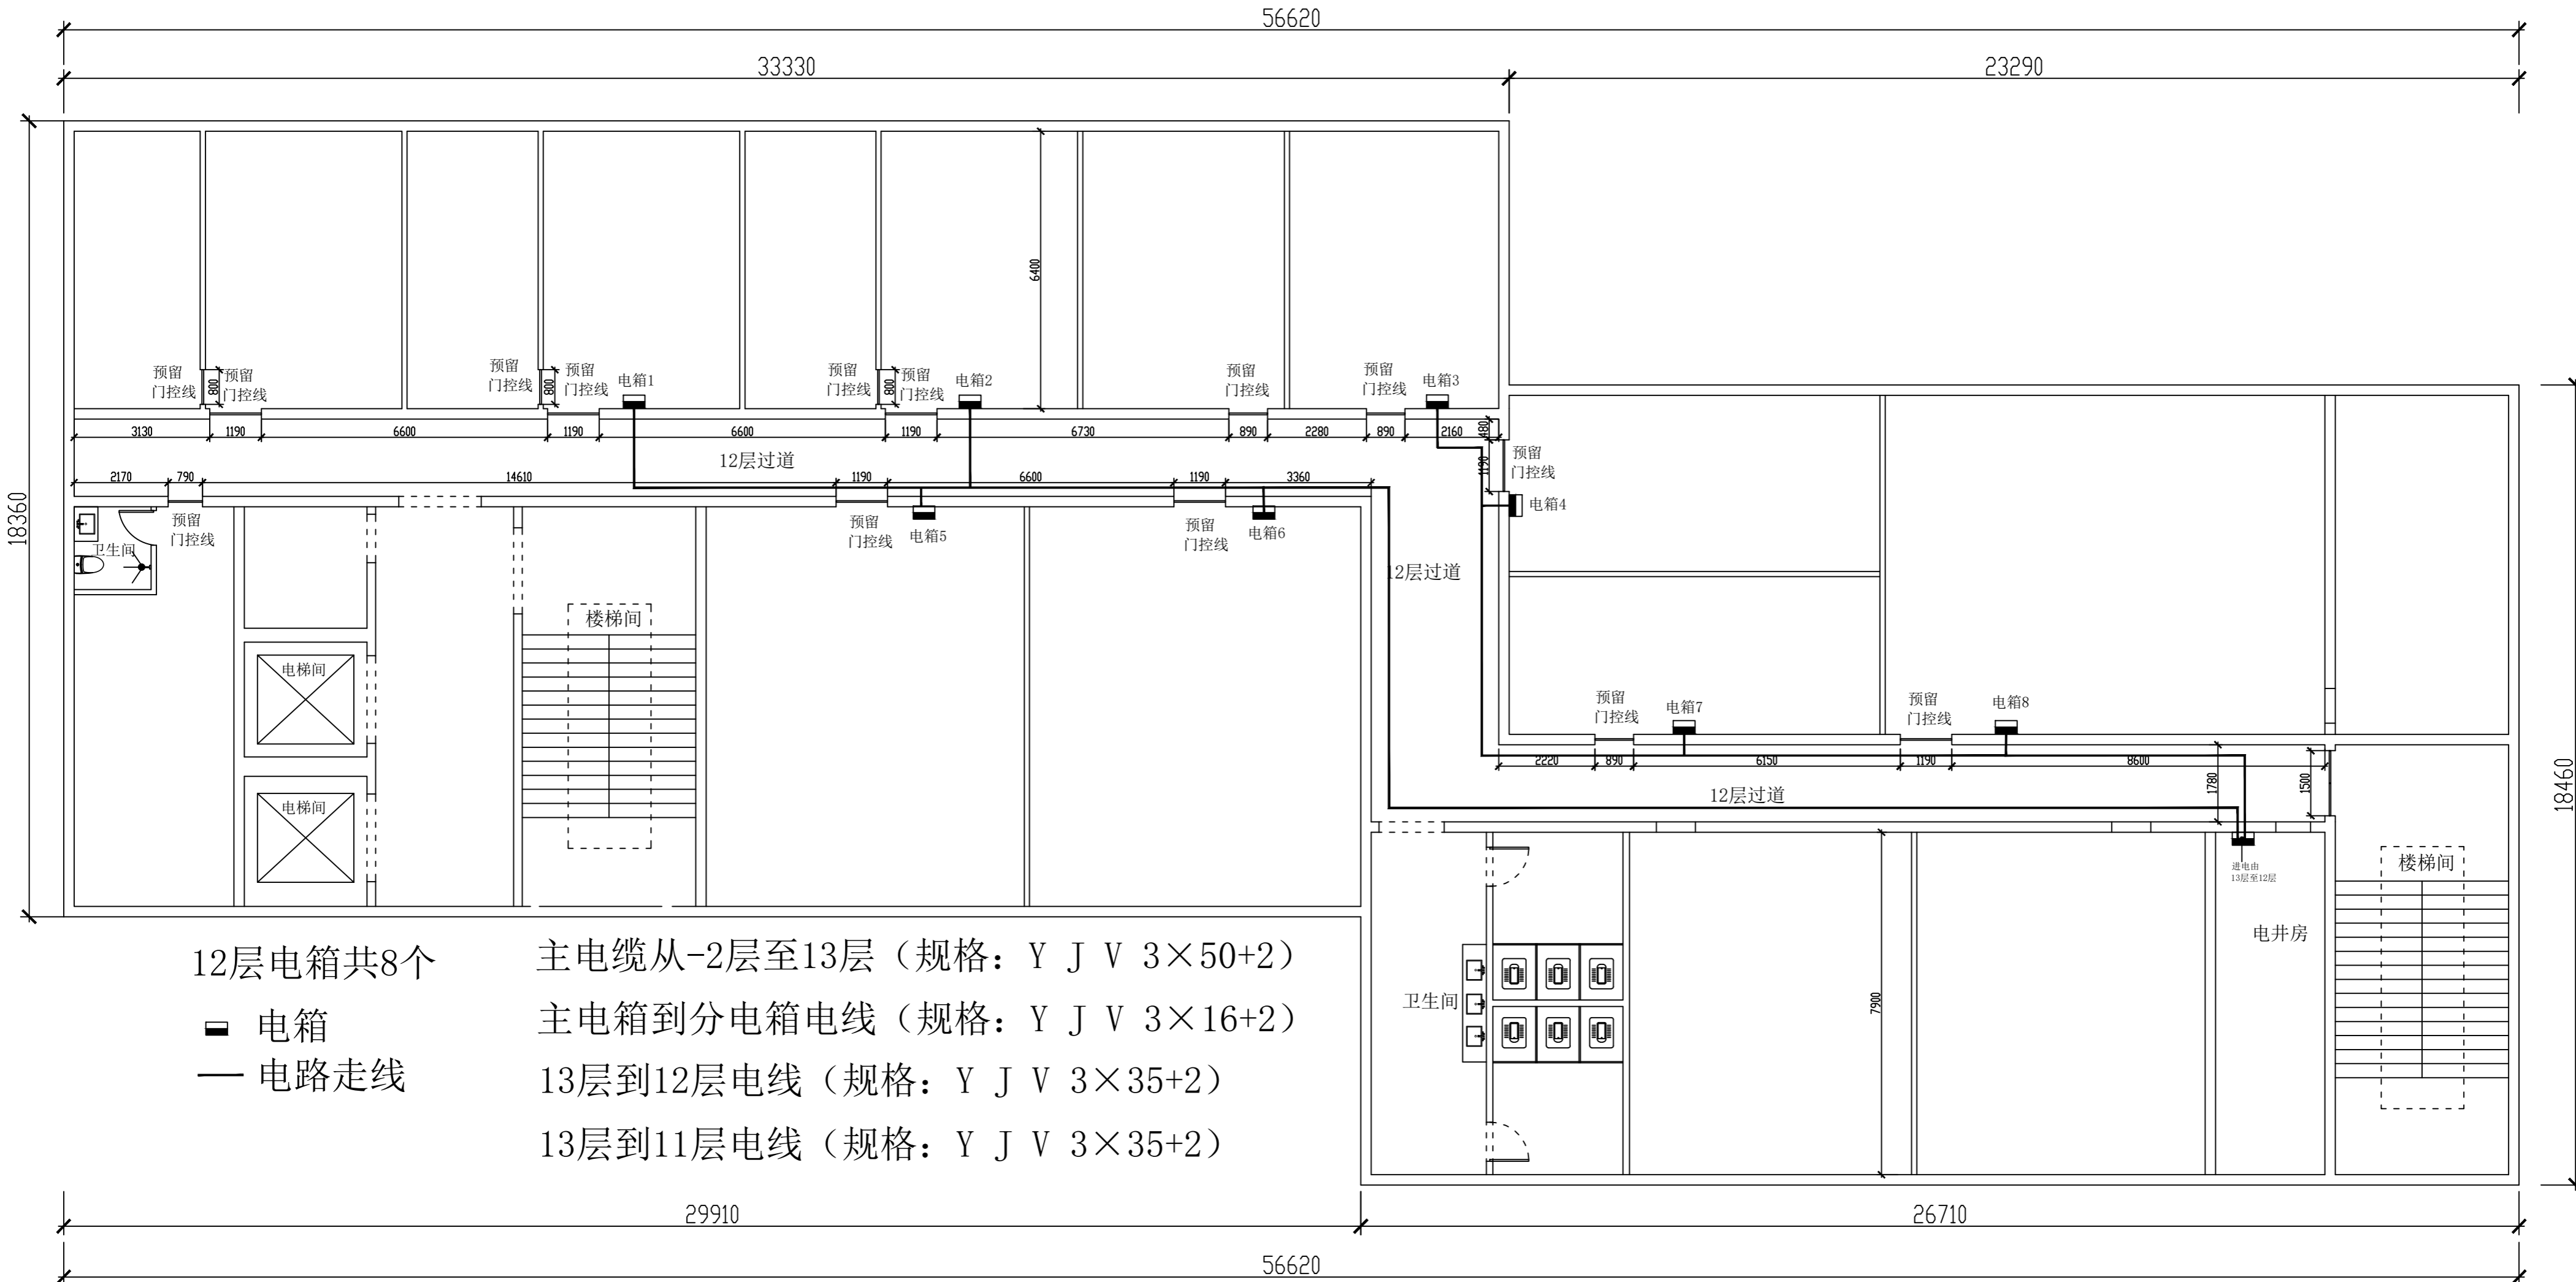 56620
33330
23290
18360
6400
预留
门控线
800
预留
门控线
预留
门控线
800
预留
门控线
电箱1
预留
门控线
800
预留
门控线
电箱2
预留
门控线
预留
门控线
电箱3
3130
1190
6600
1190
6600
1190
6730
890
2280
890
2160
480
1190
预留
门控线
电箱4
12层过道
2170
790
14610
1190
6600
1190
3360
预留
门控线
卫生间
预留
门控线
电箱5
预留
门控线
电箱6
12层过道
楼梯间
电梯间
电梯间
预留
门控线
电箱7
预留
门控线
电箱8
2220
890
6150
1190
8600
1780
1500
12层过道
18460
进电由
13层至12层
楼梯间
电井房
卫生间
7900
12层电箱共8个
电箱
电路走线
主电缆从-2层至13层（规格：Y J V 3×50+2）
主电箱到分电箱电线（规格：Y J V 3×16+2）
13层到12层电线（规格：Y J V 3×35+2）
13层到11层电线（规格：Y J V 3×35+2）
29910
26710
56620